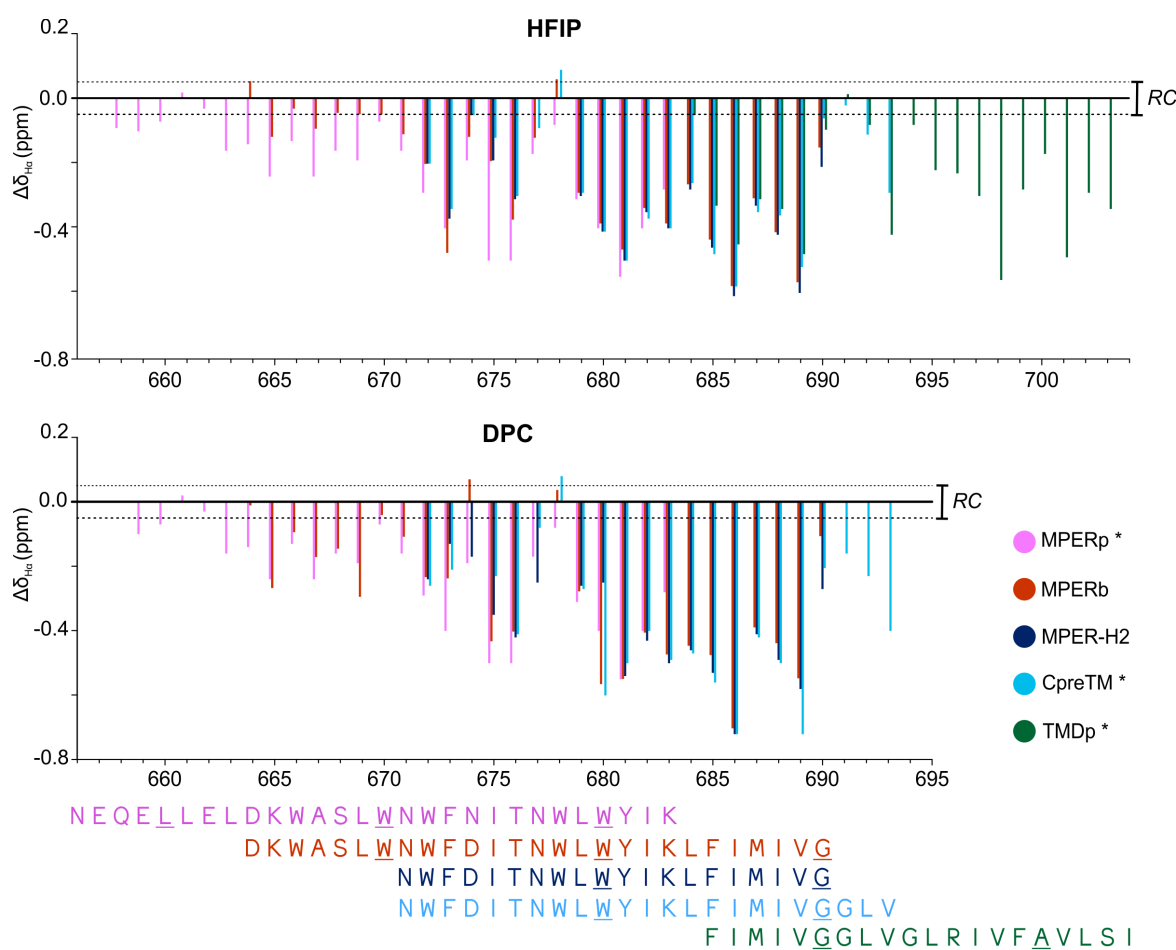 HFIP
0.2
0.0
-0.4
-0.8
ΔδHα (ppm)
RC
660 665 670 675 680 685 690 695 700
DPC
0.2
0.0
-0.4
-0.8
ΔδHα (ppm)
RC
660 665 670 675 680 685 690 695
MPERp *
MPERb
MPER-H2
CpreTM *
TMDp *
NEQELLELDKWASLWNWFNITNWLWYIK
DKWASLWNWFDITNWLWYIKLFIMIVG
NWFDITNWLWYIKLFIMIVG
NWFDITNWLWYIKLFIMIVGGLV
FIMIVGGLVGLRIVFAVLSI